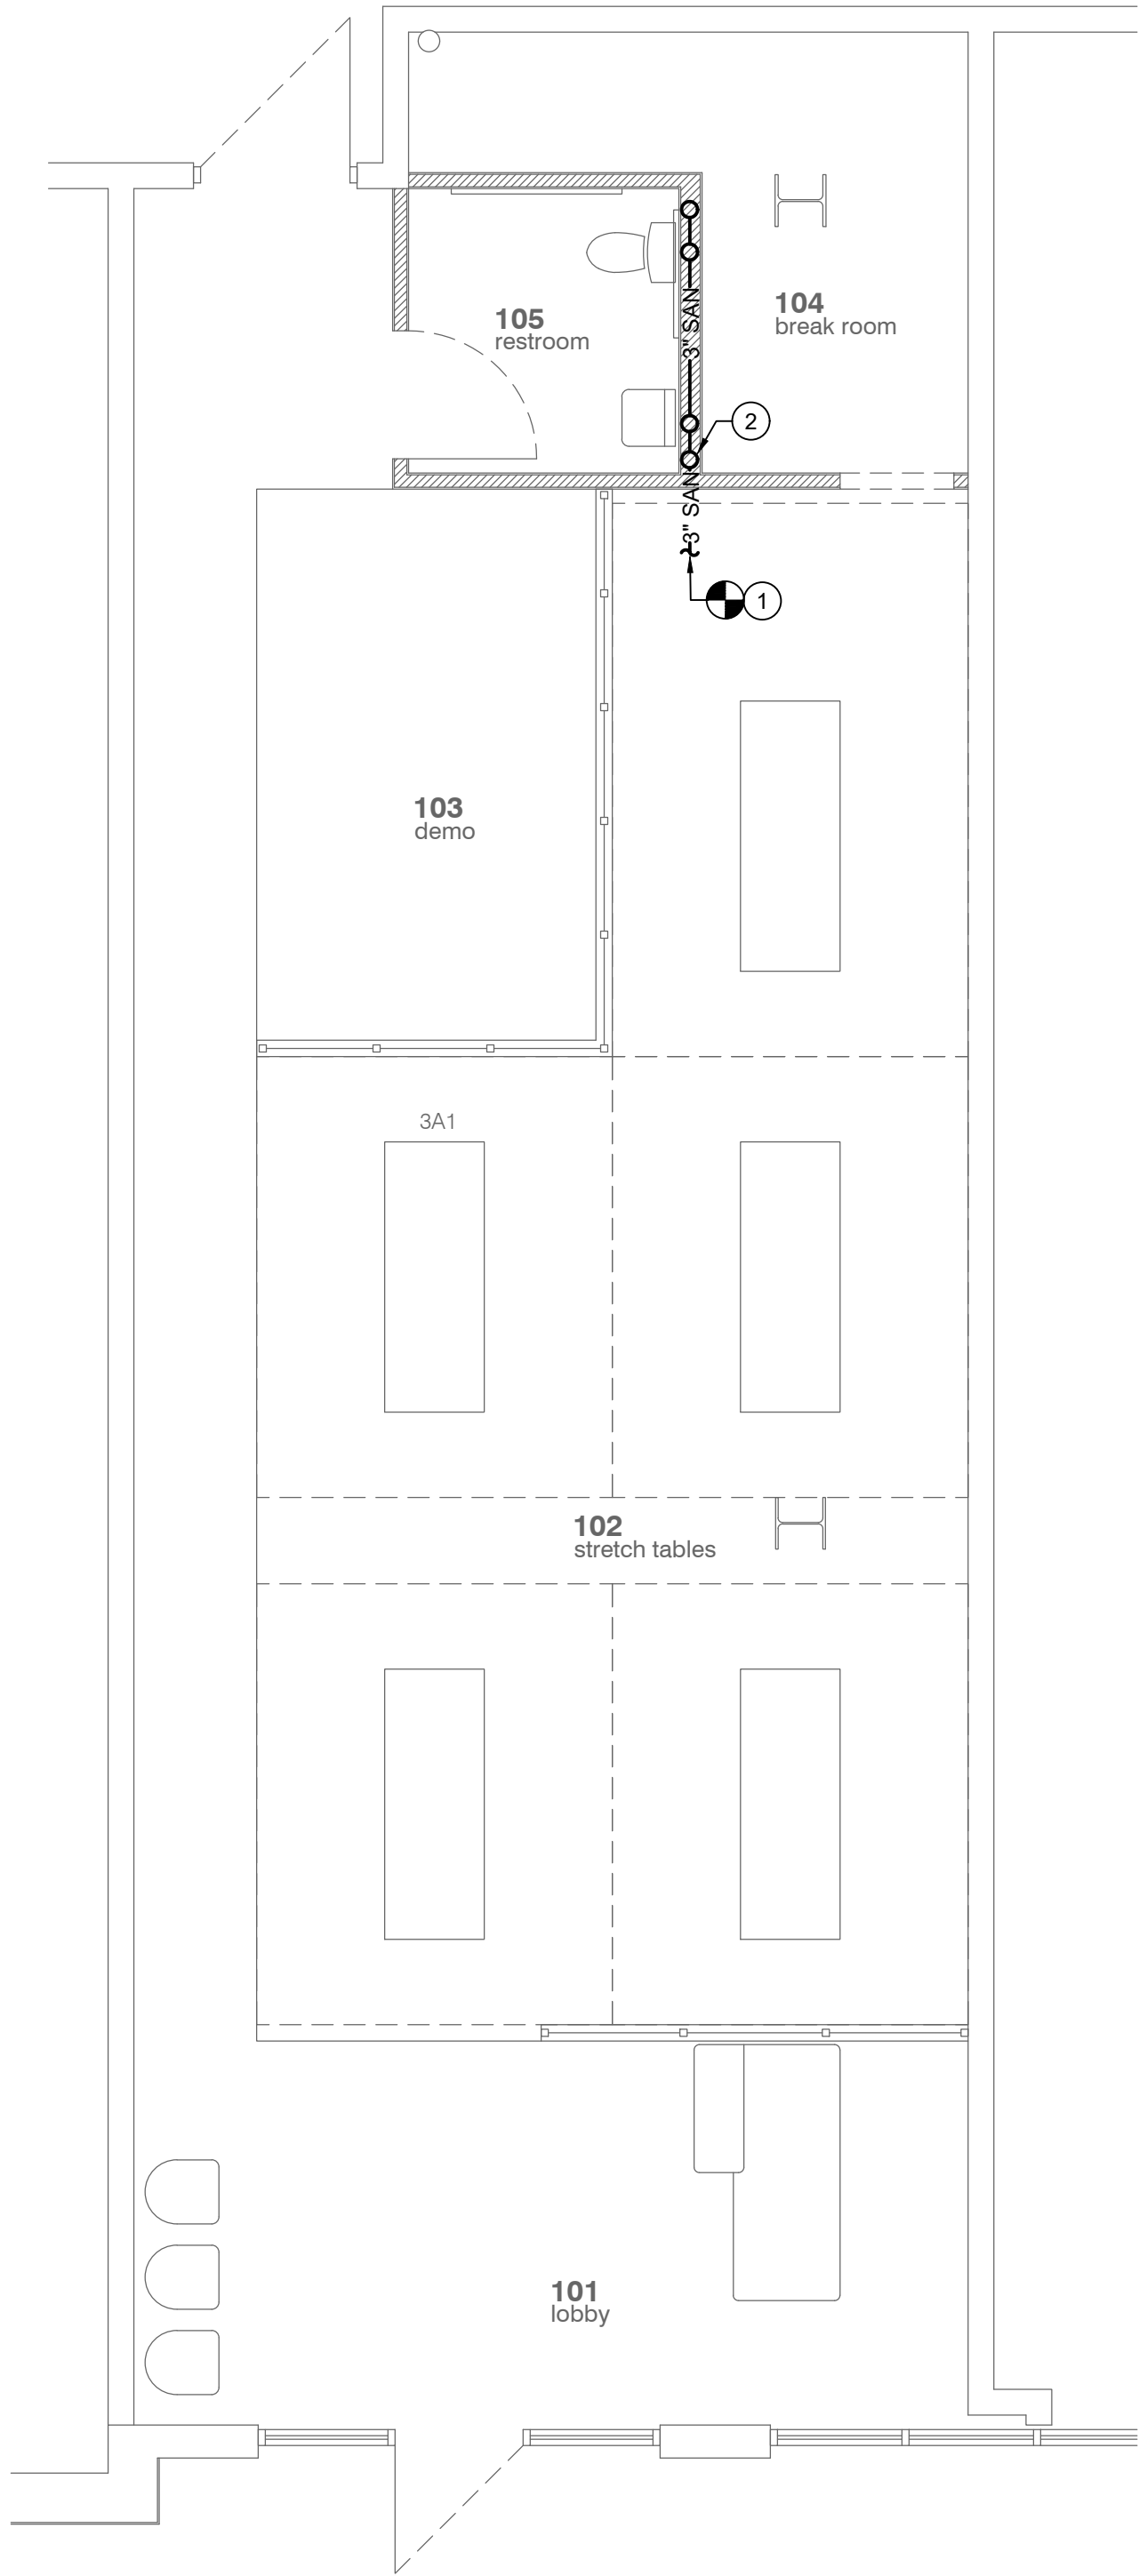 105
restroom
104
break room
3" SAN
2
3" SAN
1
103
demo
3A1
102
stretch tables
101
lobby